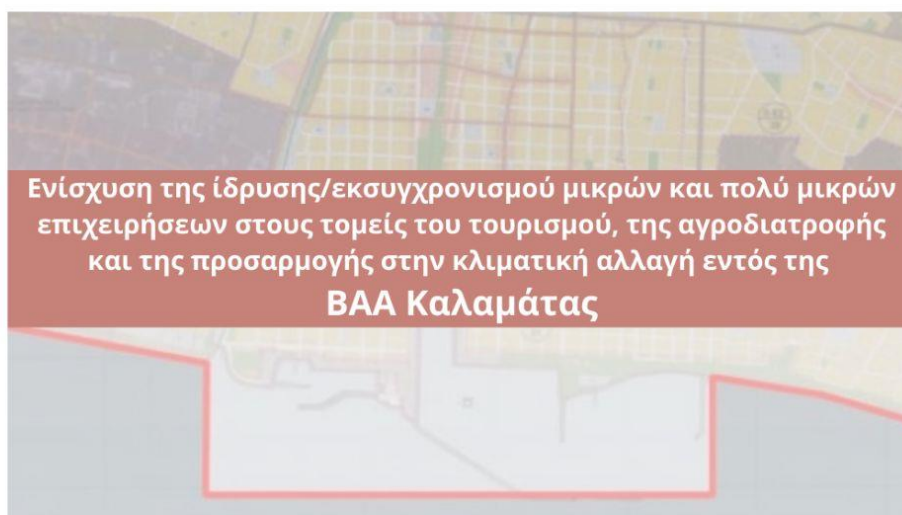 Ενίσχυση της ίδρυσης/εκσυγχρονισμού μικρών και πολύ μικρών
επιχειρήσεων στους τομείς του τουρισμού, της αγροδιατροφής
και της προσαρμογής στην κλιματική αλλαγή εντός της
ΒΑΑ Καλαμάτας